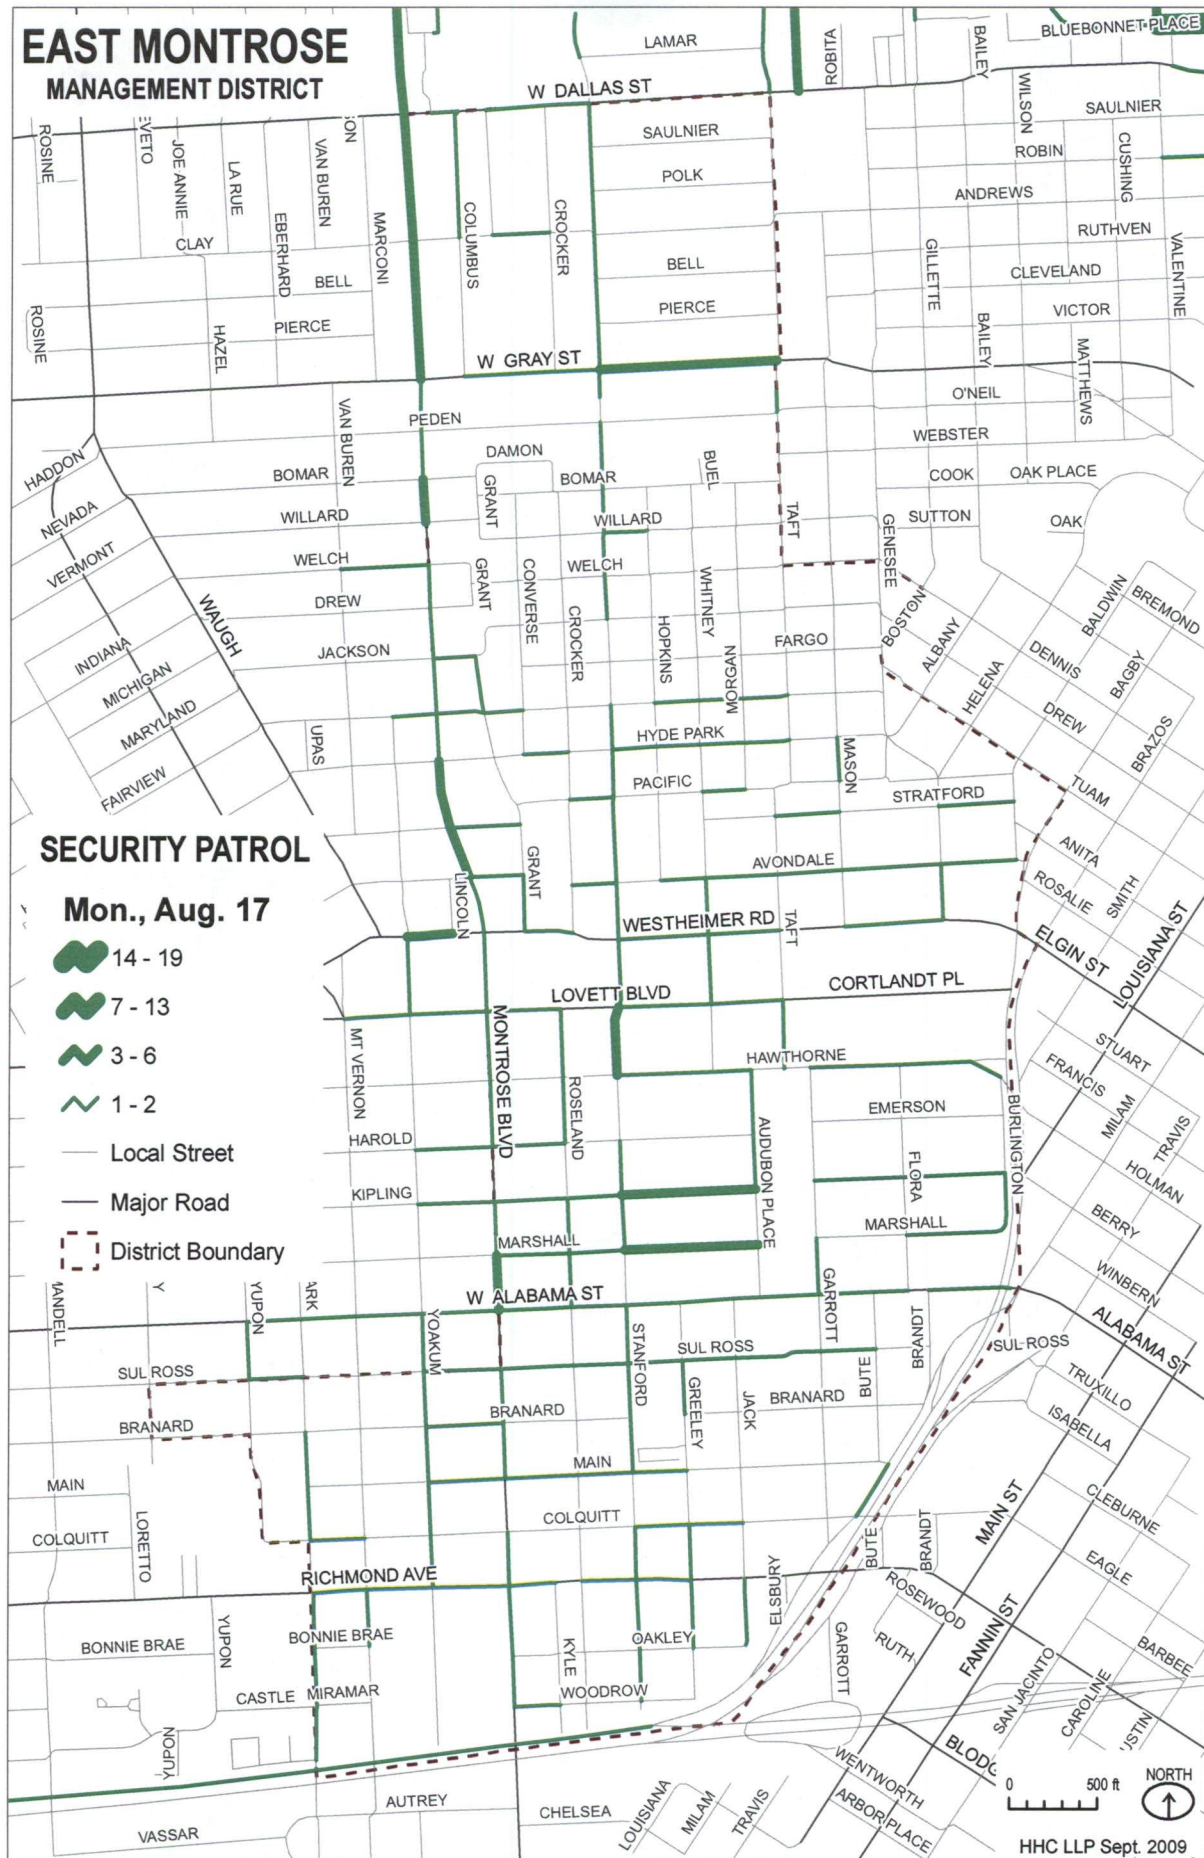 EAST MONTROSE
MANAGEMENT DISTRICT
LAMAR
ROBITA
BAILEY
BLUEBONNET PLACE
W DALLAS ST
WILSON
SAULNIER
ROSINE
EVETO
JOE ANNIE
LA RUE
VAN BUREN
ON
SAULNIER
ROBIN
CUSHING
POLK
ANDREWS
EBERHARD
MARCONI
COLUMBUS
CROCKER
CLAY
RUTHVEN
BELL
BELL
GILLETTE
CLEVELAND
VALENTINE
PIERCE
VICTOR
ROSINE
HAZEL
PIERCE
BAILEY
MATTHEWS
W GRAY ST
O'NEIL
VAN BUREN
PEDEN
WEBSTER
HADDON
DAMON
BUEL
BOMAR
GRANT
BOMAR
COOK
OAK PLACE
NEVADA
WILLARD
WILLARD
TAFT
GENESEE
SUTTON
OAK
VERMONT
WELCH
GRANT
CONVERSE
WELCH
WHITNEY
BALDWIN
BREMOND
DREW
WAUGH
CROCKER
HOPKINS
BOSTON
ALBANY
INDIANA
JACKSON
FARGO
DENNIS
BAGBY
MICHIGAN
MORGAN
HELENA
MARYLAND
DREW
UPAS
HYDE PARK
MASON
BRAZOS
FAIRVIEW
PACIFIC
TUAM
STRATFORD
SECURITY PATROL
Mon., Aug. 17
14 - 19
7 - 13
3 - 6
1 - 2
Local Street
Major Road
District Boundary
GRANT
AVONDALE
ANITA
LINCOLN
ROSALIE
SMITH
WESTHEIMER RD
TAFT
ELGIN ST
LOUISIANA ST
LOVETT BLVD
CORTLANDT PL
MT VERNON
MONTROSE BLVD
STUART
HAWTHORNE
ROSELAND
FRANCIS
EMERSON
BURLINGTON
MILAM
TRAVIS
HAROLD
AUDUBON PLACE
FLORA
HOLMAN
KIPLING
MARSHALL
BERRY
MARSHALL
WINBERN
MANDELL
Y
YUPON
ARK
W ALABAMA ST
GARROTT
ALABAMA ST
YOAKUM
STANFORD
BRANDT
SUL ROSS
SUL ROSS
SUL ROSS
BUTE
TRUXILLO
GREELEY
JACK
BRANARD
BRANARD
BRANARD
ISABELLA
MAIN
MAIN
MAIN ST
CLEBURNE
COLQUITT
LORETTO
COLQUITT
BUTE
BRANDT
EAGLE
RICHMOND AVE
ELSBURY
ROSEWOOD
FANNIN ST
YUPON
BONNIE BRAE
BONNIE BRAE
KYLE
OAKLEY
GARROTT
RUTH
BARBEE
CASTLE
MIRAMAR
WOODROW
SAN JACINTO
CAROLINE
USTIN
YUPON
BLODG
WENTWORTH
ARBOR PLACE
AUTREY
CHELSEA
LOUISIANA
MILAM
TRAVIS
VASSAR
0
500 ft
NORTH
HHC LLP Sept. 2009